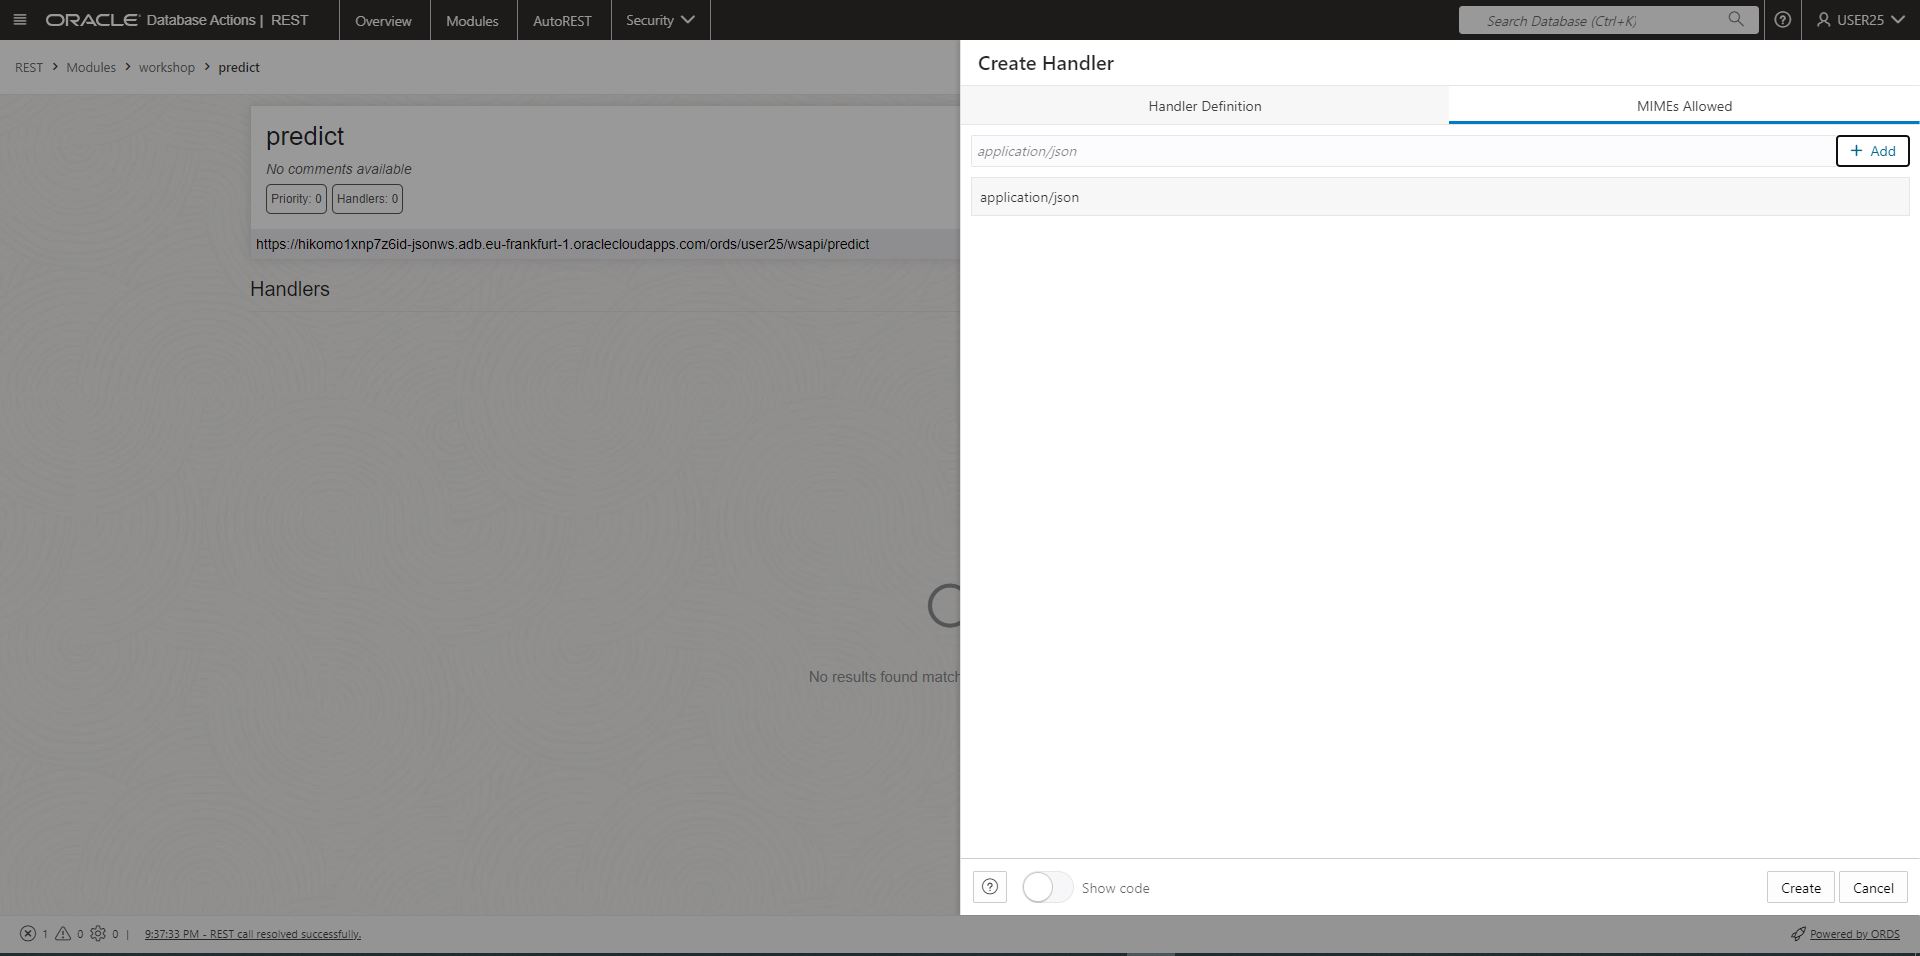 ORACLE Database Actions | REST Overview Modules AutoREST Security Search Database (Ctrl+K) USER25
REST > Modules > workshop > predict
Create Handler
Handler Definition MIMEs Allowed
application/json + Add
application/json
predict
No comments available
Priority: 0 Handlers: 0
https://hikomo1xnp7z6id-jsonws.adb.eu-frankfurt-1.oraclecloudapps.com/ords/user25/wsapi/predict
Handlers
No results found match
? Show code Create Cancel
1 0 0 | 9:37:33 PM - REST call resolved successfully. Powered by ORDS